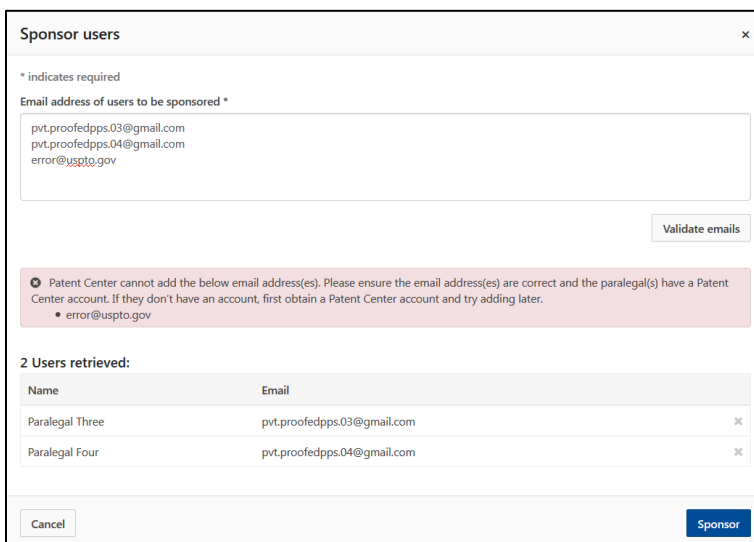 Sponsor users ×
* indicates required
Email address of users to be sponsored *
pvt.proofedpps.03@gmail.com
pvt.proofedpps.04@gmail.com
error@uspto.gov
Validate emails
Patent Center cannot add the below email address(es). Please ensure the email address(es) are correct and the paralegal(s) have a Patent
Center account. If they don't have an account, first obtain a Patent Center account and try adding later.
• error@uspto.gov
2 Users retrieved:
Name Email
Paralegal Three pvt.proofedpps.03@gmail.com
Paralegal Four pvt.proofedpps.04@gmail.com
Cancel Sponsor